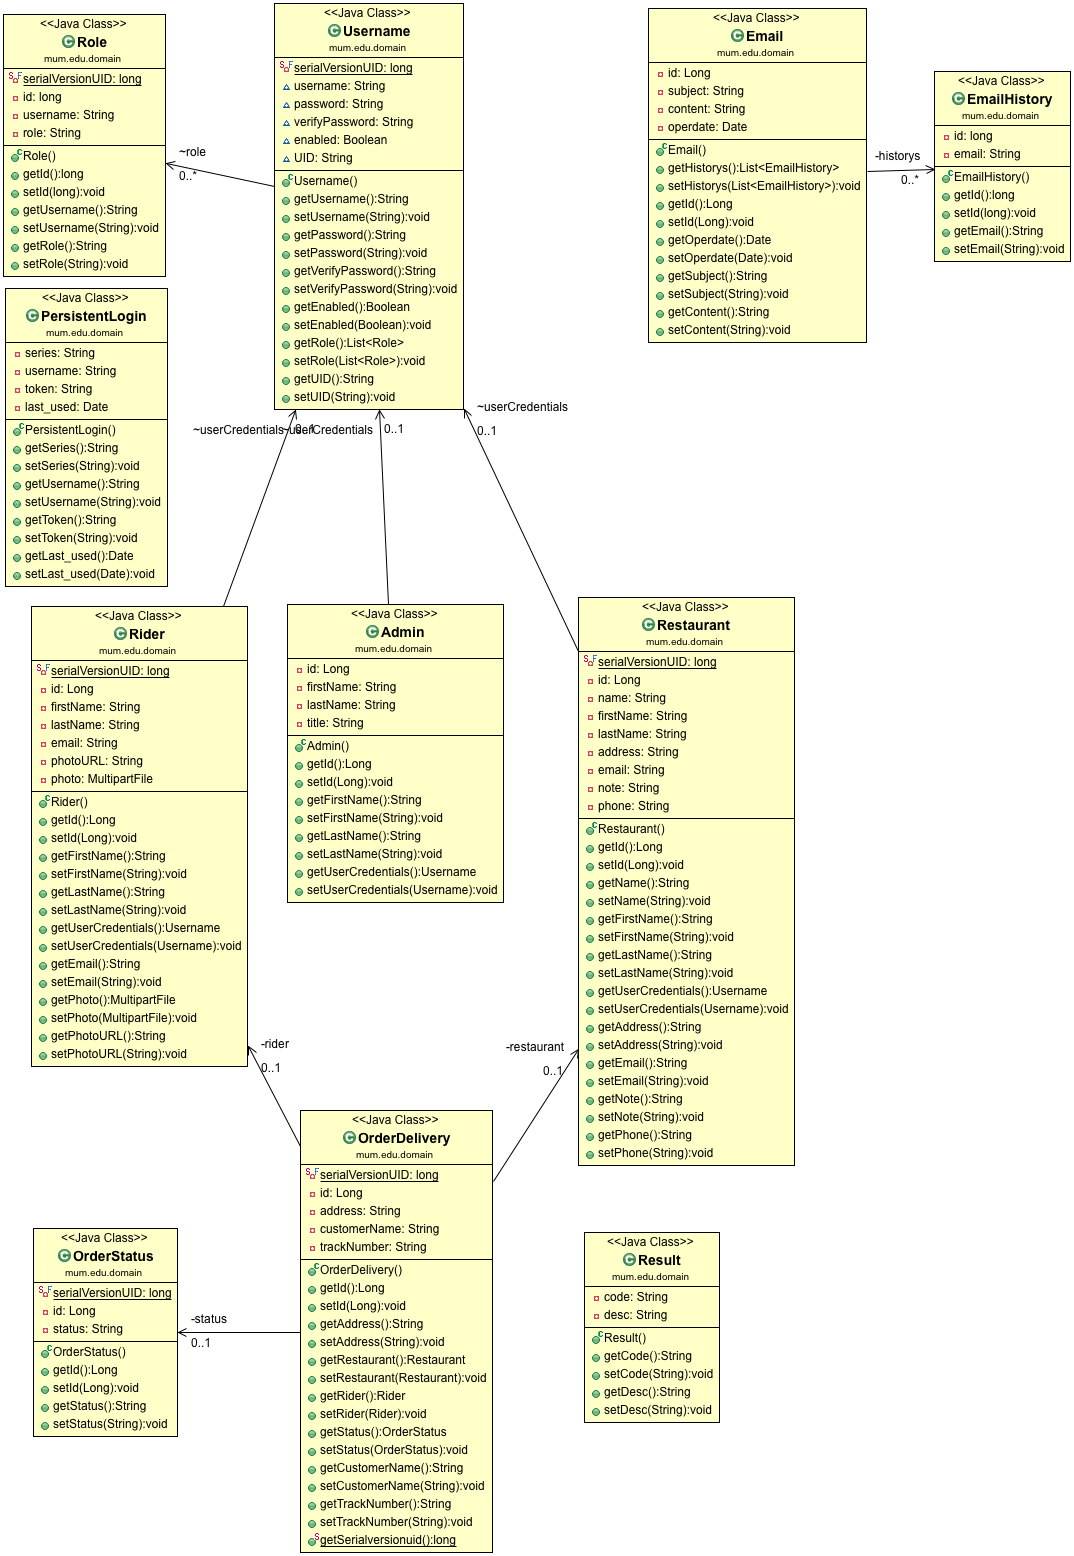 <<Java Class>>
Role
mum.edu.domain
serialVersionUID: long
id: long
username: String
role: String
Role()
getId():long
setId(long):void
getUsername():String
setUsername(String):void
getRole():String
setRole(String):void
~role
0..*
<<Java Class>>
Username
mum.edu.domain
serialVersionUID: long
username: String
password: String
verifyPassword: String
enabled: Boolean
UID: String
Username()
getUsername():String
setUsername(String):void
getPassword():String
setPassword(String):void
getVerifyPassword():String
setVerifyPassword(String):void
getEnabled():Boolean
setEnabled(Boolean):void
getRole():List<Role>
setRole(List<Role>):void
getUID():String
setUID(String):void
<<Java Class>>
Email
mum.edu.domain
id: Long
subject: String
content: String
operdate: Date
Email()
getHistorys():List<EmailHistory>
setHistorys(List<EmailHistory>):void
getId():Long
setId(Long):void
getOperdate():Date
setOperdate(Date):void
getSubject():String
setSubject(String):void
getContent():String
setContent(String):void
-historys
0..*
<<Java Class>>
EmailHistory
mum.edu.domain
id: long
email: String
EmailHistory()
getId():long
setId(long):void
getEmail():String
setEmail(String):void
<<Java Class>>
PersistentLogin
mum.edu.domain
series: String
username: String
token: String
last_used: Date
PersistentLogin()
getSeries():String
setSeries(String):void
getUsername():String
setUsername(String):void
getToken():String
setToken(String):void
getLast_used():Date
setLast_used(Date):void
~userCredentials
0..1
~userCredentials
0..1
~userCredentials
0..1
<<Java Class>>
Rider
mum.edu.domain
serialVersionUID: long
id: Long
firstName: String
lastName: String
email: String
photoURL: String
photo: MultipartFile
Rider()
getId():Long
setId(Long):void
getFirstName():String
setFirstName(String):void
getLastName():String
setLastName(String):void
getUserCredentials():Username
setUserCredentials(Username):void
getEmail():String
setEmail(String):void
getPhoto():MultipartFile
setPhoto(MultipartFile):void
getPhotoURL():String
setPhotoURL(String):void
<<Java Class>>
Admin
mum.edu.domain
id: Long
firstName: String
lastName: String
title: String
Admin()
getId():Long
setId(Long):void
getFirstName():String
setFirstName(String):void
getLastName():String
setLastName(String):void
getUserCredentials():Username
setUserCredentials(Username):void
<<Java Class>>
Restaurant
mum.edu.domain
serialVersionUID: long
id: Long
name: String
firstName: String
lastName: String
address: String
email: String
note: String
phone: String
Restaurant()
getId():Long
setId(Long):void
getName():String
setName(String):void
getFirstName():String
setFirstName(String):void
getLastName():String
setLastName(String):void
getUserCredentials():Username
setUserCredentials(Username):void
getAddress():String
setAddress(String):void
getEmail():String
setEmail(String):void
getNote():String
setNote(String):void
getPhone():String
setPhone(String):void
-rider
0..1
-restaurant
0..1
<<Java Class>>
OrderDelivery
mum.edu.domain
serialVersionUID: long
id: Long
address: String
customerName: String
trackNumber: String
OrderDelivery()
getId():Long
setId(Long):void
getAddress():String
setAddress(String):void
getRestaurant():Restaurant
setRestaurant(Restaurant):void
getRider():Rider
setRider(Rider):void
getStatus():OrderStatus
setStatus(OrderStatus):void
getCustomerName():String
setCustomerName(String):void
getTrackNumber():String
setTrackNumber(String):void
getSerialversionuid():long
-status
0..1
<<Java Class>>
OrderStatus
mum.edu.domain
serialVersionUID: long
id: Long
status: String
OrderStatus()
getId():Long
setId(Long):void
getStatus():String
setStatus(String):void
<<Java Class>>
Result
mum.edu.domain
code: String
desc: String
Result()
getCode():String
setCode(String):void
getDesc():String
setDesc(String):void